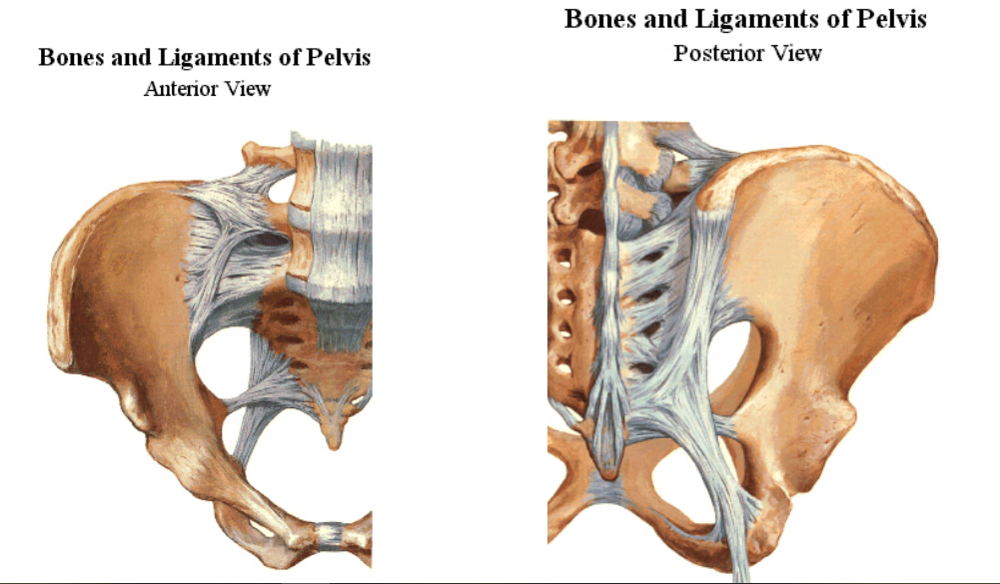 Bones and Ligaments of Pelvis
Anterior View
Bones and Ligaments of Pelvis
Posterior View